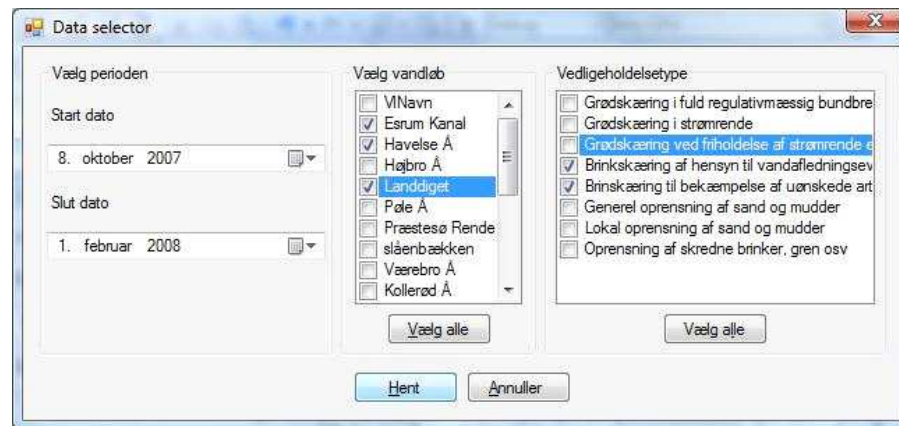 Data selector
Vælg perioden
Start dato
8. oktober 2007
Slut dato
1. februar 2008
Vælg vandløb
VINavn
Esrum Kanal
Havelse Å
Højbro Å
Landdiget
Pøle Å
Præstesø Rende
slåenbækken
Værebro Å
Kollerød Å
Vælg alle
Vedligeholdelsetype
Grødskæring i fuld regulativmæssig bundbre
Grødskæring i strømrende
Grødskæring ved friholdelse af strømrende e
Brinkskæring af hensyn til vandafledningsev
Brinskæring til bekæmpelse af uønskede art
Generel oprensning af sand og mudder
Lokal oprensning af sand og mudder
Oprensning af skredne brinker, gren osv
Vælg alle
Hent
Annuller